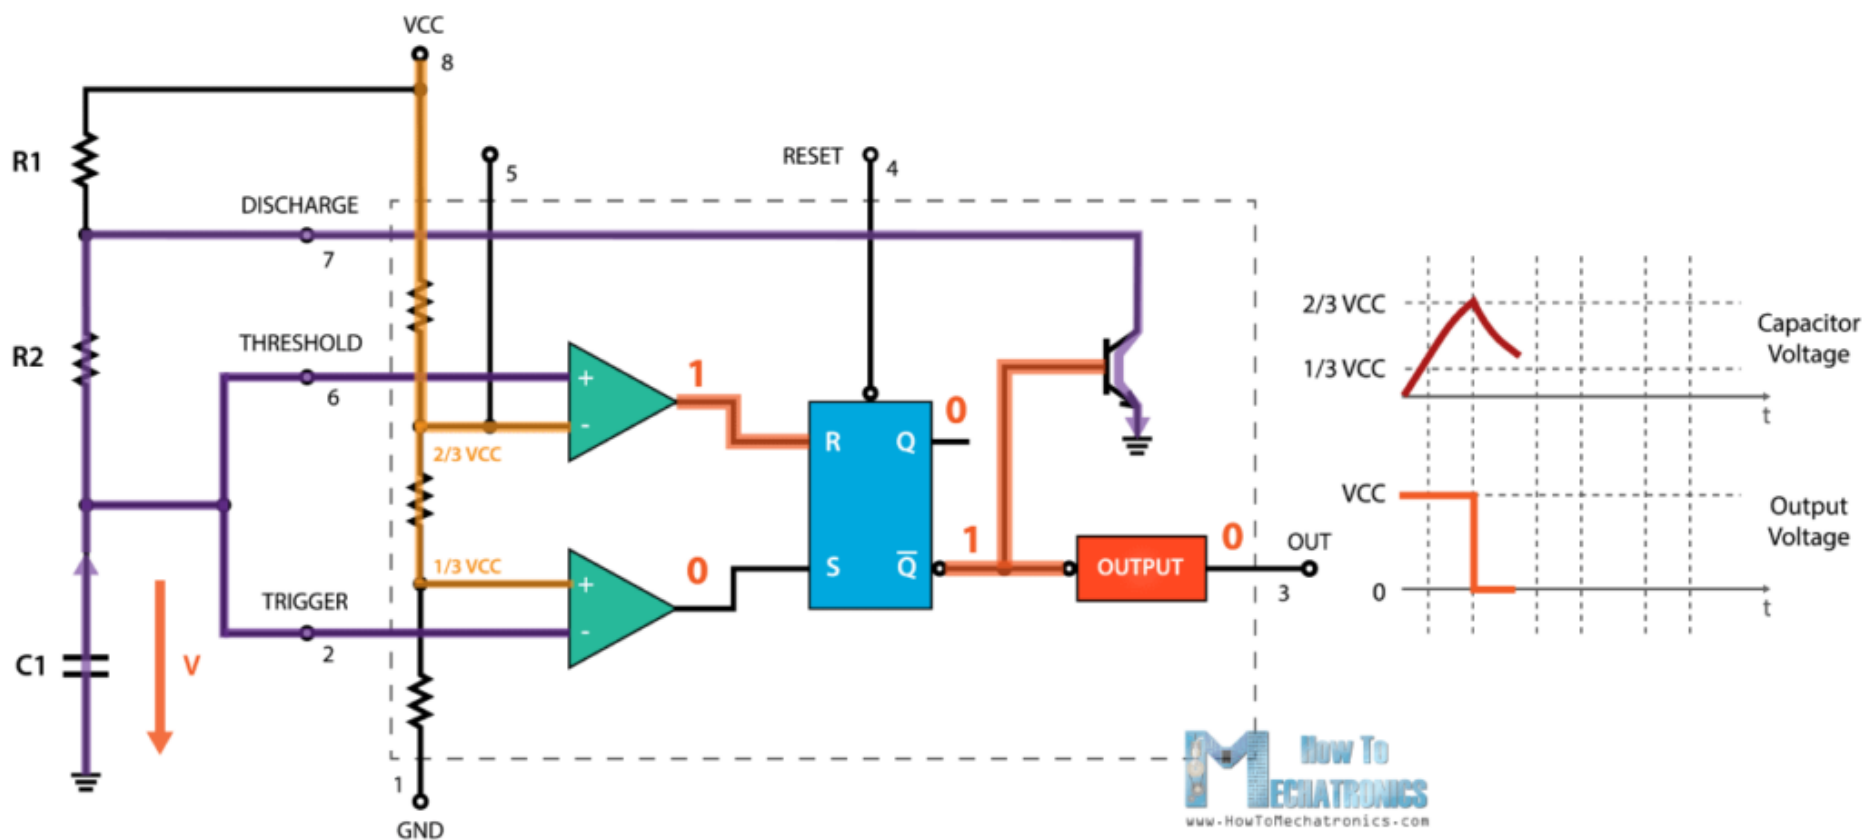 VCC
8
R1
5
RESET
4
DISCHARGE
7
R2
THRESHOLD
6
+
-
1
2/3 VCC
R
Q
0
1/3 VCC
+
-
0
S
Q̅
1
OUTPUT
0
OUT
3
TRIGGER
2
C1
V
1
GND
2/3 VCC
1/3 VCC
Capacitor
Voltage
t
VCC
0
Output
Voltage
t
How To
MECHATRONICS
www.HowToMechatronics.com